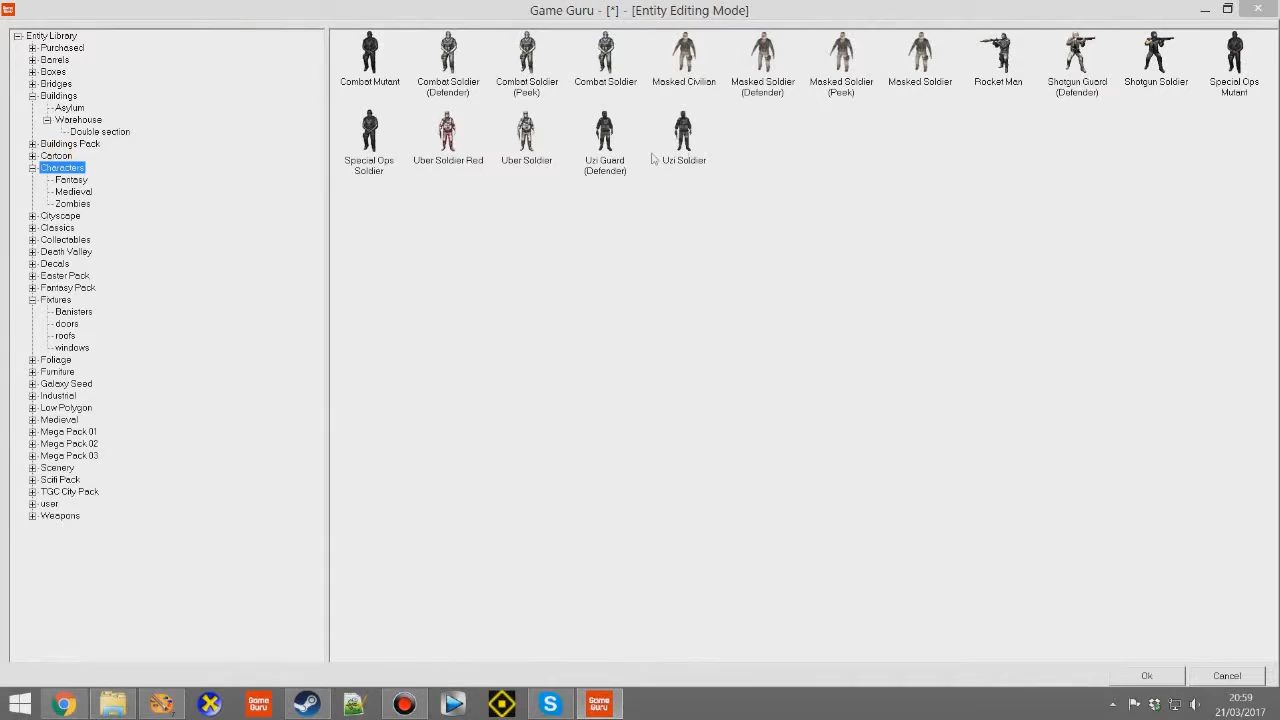 Game Guru - [*] - [Entity Editing Mode]
Entity Library
Purchased
Barrels
Boxes
Bridges
Buildings
Asylum
Warehouse
Double section
Buildings Pack
Cartoon
Characters
Fantasy
Medieval
Zombies
Cityscape
Classics
Collectables
Death Valley
Decals
Easter Pack
Fantasy Pack
Fixtures
Banisters
doors
roofs
windows
Foliage
Furniture
Galaxy Seed
Industrial
Low Polygon
Medieval
Mega Pack 01
Mega Pack 02
Mega Pack 03
Scenery
Scifi Pack
TGC City Pack
user
Weapons
Combat Mutant
Combat Soldier
(Defender)
Combat Soldier
(Peek)
Combat Soldier
Masked Civilian
Masked Soldier
(Defender)
Masked Soldier
(Peek)
Masked Soldier
Rocket Man
Shotgun Guard
(Defender)
Shotgun Soldier
Special Ops
Mutant
Special Ops
Soldier
Uber Soldier Red
Uber Soldier
Uzi Guard
(Defender)
Uzi Soldier
Ok
Cancel
Game
Guru
Game
Guru
20:59
21/03/2017